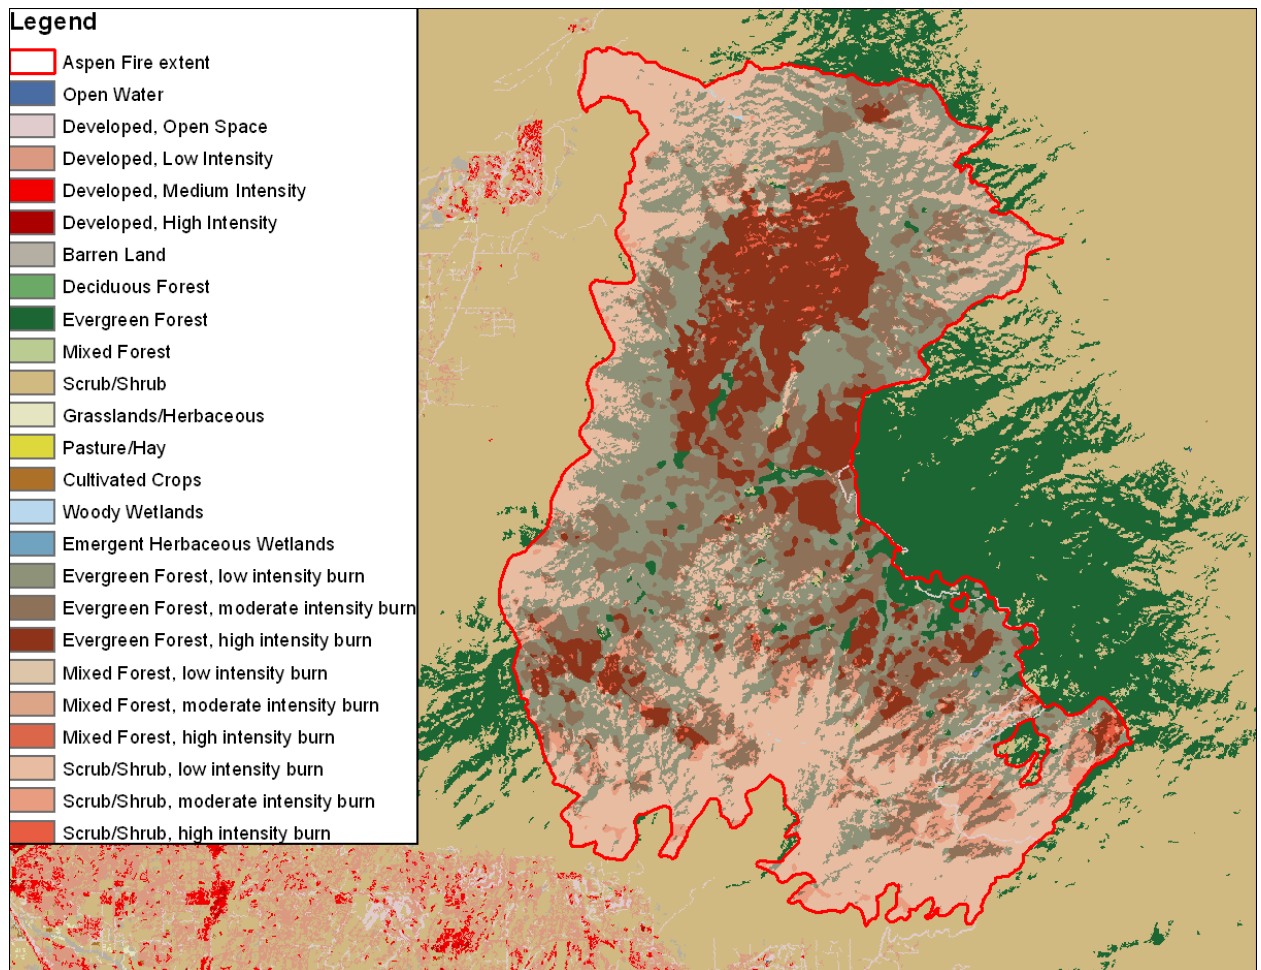 Legend
Aspen Fire extent
Open Water
Developed, Open Space
Developed, Low Intensity
Developed, Medium Intensity
Developed, High Intensity
Barren Land
Deciduous Forest
Evergreen Forest
Mixed Forest
Scrub/Shrub
Grasslands/Herbaceous
Pasture/Hay
Cultivated Crops
Woody Wetlands
Emergent Herbaceous Wetlands
Evergreen Forest, low intensity burn
Evergreen Forest, moderate intensity burn
Evergreen Forest, high intensity burn
Mixed Forest, low intensity burn
Mixed Forest, moderate intensity burn
Mixed Forest, high intensity burn
Scrub/Shrub, low intensity burn
Scrub/Shrub, moderate intensity burn
Scrub/Shrub, high intensity burn